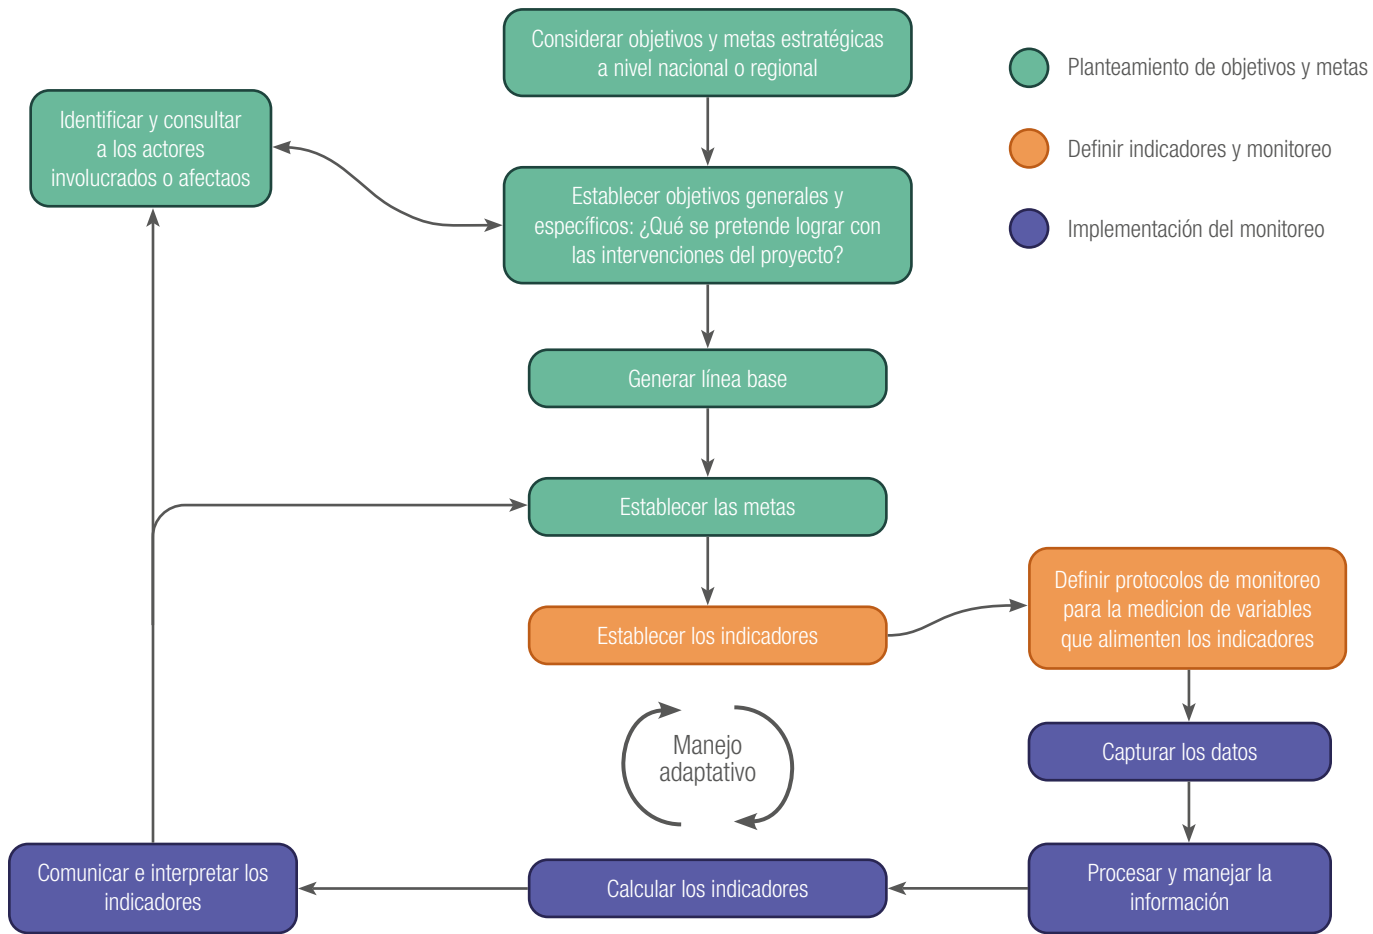 Considerar objetivos y metas estratégicas
a nivel nacional o regional
Planteamiento de objetivos y metas
Definir indicadores y monitoreo
Implementación del monitoreo
Identificar y consultar
a los actores
involucrados o afectaos
Establecer objetivos generales y
específicos: ¿Qué se pretende lograr con
las intervenciones del proyecto?
Generar línea base
Establecer las metas
Establecer los indicadores
Definir protocolos de monitoreo
para la medicion de variables
que alimenten los indicadores
Manejo
adaptativo
Capturar los datos
Procesar y manejar la
información
Calcular los indicadores
Comunicar e interpretar los
indicadores